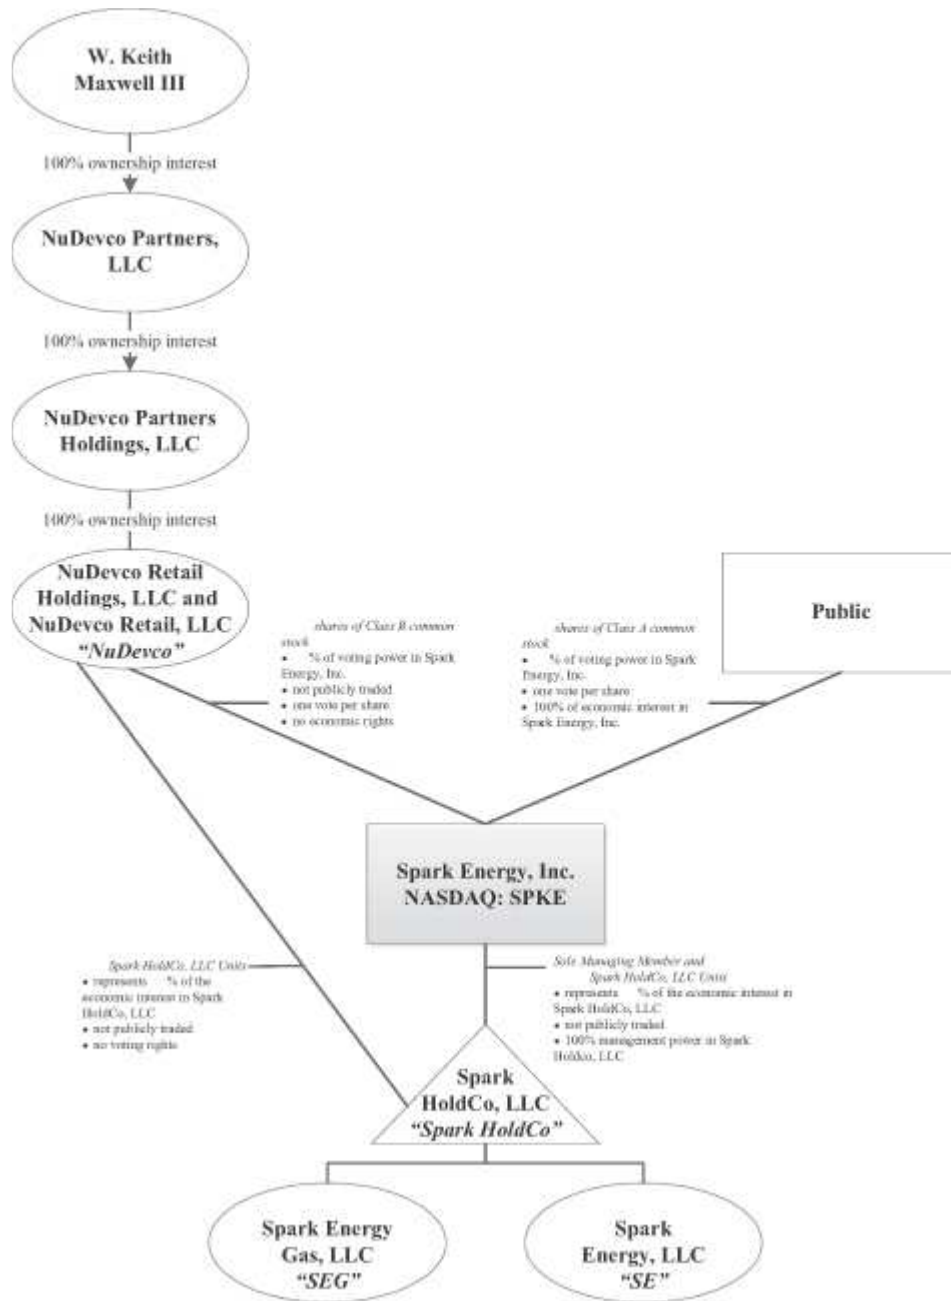 W. Keith
Maxwell III
100% ownership interest
NuDevco Partners,
LLC
100% ownership interest
NuDevco Partners
Holdings, LLC
100% ownership interest
NuDevco Retail
Holdings, LLC and
NuDevco Retail, LLC
“NuDevco”
shares of Class B common
stock
• % of voting power in Spark
Energy, Inc.
• not publicly traded
• one vote per share
• no economic rights
shares of Class A common
stock
• % of voting power in Spark
Energy, Inc.
• one vote per share
• 100% of economic interest in
Spark Energy, Inc.
Public
Spark Energy, Inc.
NASDAQ: SPKE
Spark HoldCo, LLC Units
• represents % of the
economic interest in Spark
HoldCo, LLC
• not publicly traded
• no voting rights
Sole Managing Member and
Spark HoldCo, LLC Units
• represents % of the economic interest in
Spark HoldCo, LLC
• not publicly traded
• 100% management power in Spark
Holdco, LLC
Spark
HoldCo, LLC
“Spark HoldCo”
Spark Energy
Gas, LLC
“SEG”
Spark
Energy, LLC
“SE”